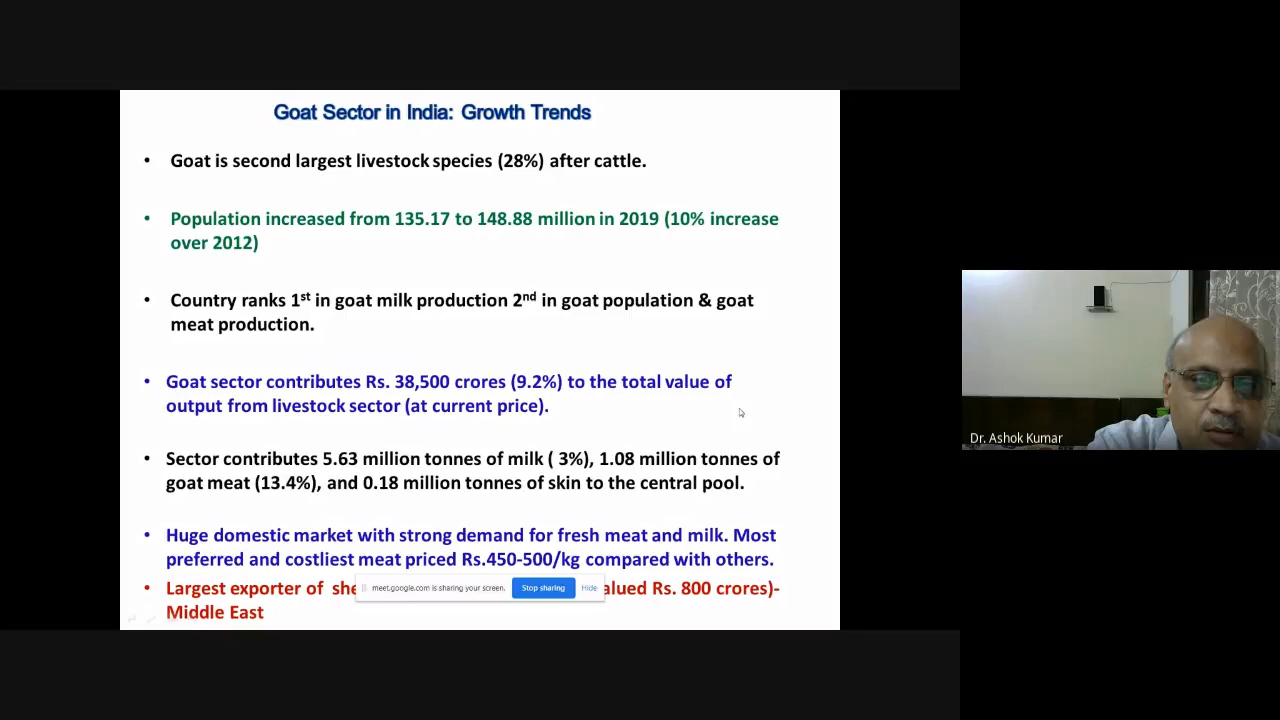 Goat Sector in India: Growth Trends
• Goat is second largest livestock species (28%) after cattle.
• Population increased from 135.17 to 148.88 million in 2019 (10% increase
over 2012)
• Country ranks 1st in goat milk production 2nd in goat population & goat
meat production.
• Goat sector contributes Rs. 38,500 crores (9.2%) to the total value of
output from livestock sector (at current price).
• Sector contributes 5.63 million tonnes of milk ( 3%), 1.08 million tonnes of
goat meat (13.4%), and 0.18 million tonnes of skin to the central pool.
• Huge domestic market with strong demand for fresh meat and milk. Most
preferred and costliest meat priced Rs.450-500/kg compared with others.
• Largest exporter of Rs. 800 crores)-
meet.google.com is sharing your screen. Stop sharing Hide
Middle East
Dr. Ashok Kumar